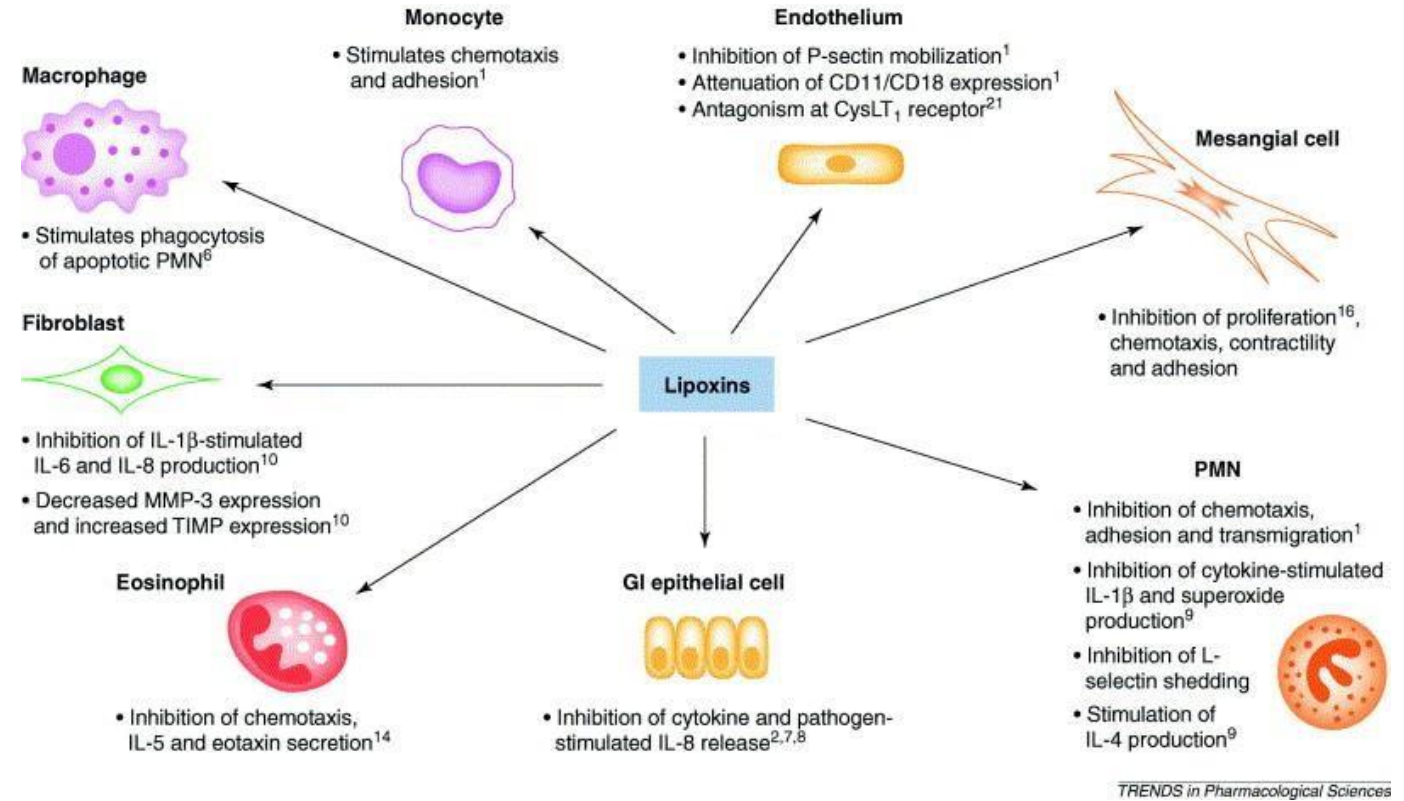 Monocyte
• Stimulates chemotaxis
and adhesion1
Endothelium
• Inhibition of P-sectin mobilization1
• Attenuation of CD11/CD18 expression1
• Antagonism at CysLT1 receptor21
Macrophage
• Stimulates phagocytosis
of apoptotic PMN6
Mesangial cell
• Inhibition of proliferation16,
chemotaxis, contractility
and adhesion
Fibroblast
• Inhibition of IL-1β-stimulated
IL-6 and IL-8 production10
• Decreased MMP-3 expression
and increased TIMP expression10
Lipoxins
PMN
• Inhibition of chemotaxis,
adhesion and transmigration1
• Inhibition of cytokine-stimulated
IL-1β and superoxide
production9
• Inhibition of L-
selectin shedding
• Stimulation of
IL-4 production9
Eosinophil
• Inhibition of chemotaxis,
IL-5 and eotaxin secretion14
GI epithelial cell
• Inhibition of cytokine and pathogen-
stimulated IL-8 release2,7,8
TRENDS in Pharmacological Sciences